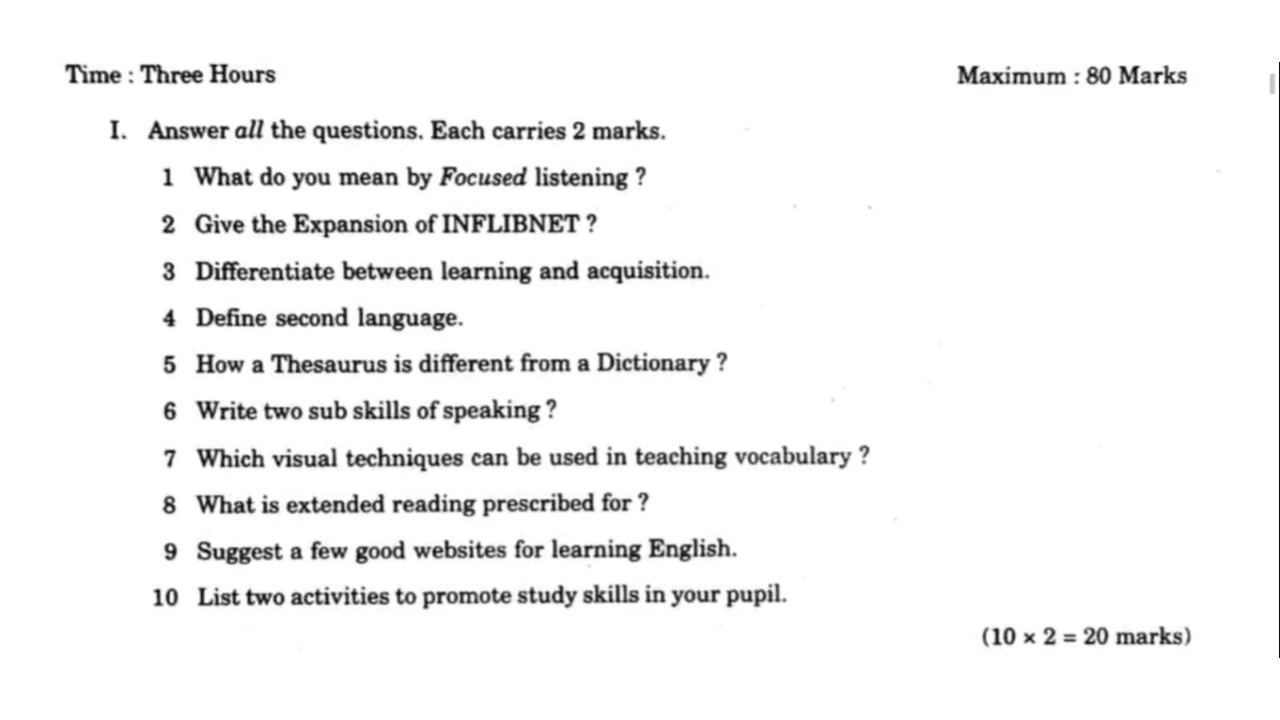 Time : Three Hours Maximum : 80 Marks
I. Answer all the questions. Each carries 2 marks.
1 What do you mean by Focused listening ?
2 Give the Expansion of INFLIBNET ?
3 Differentiate between learning and acquisition.
4 Define second language.
5 How a Thesaurus is different from a Dictionary ?
6 Write two sub skills of speaking ?
7 Which visual techniques can be used in teaching vocabulary ?
8 What is extended reading prescribed for ?
9 Suggest a few good websites for learning English.
10 List two activities to promote study skills in your pupil.
(10 × 2 = 20 marks)